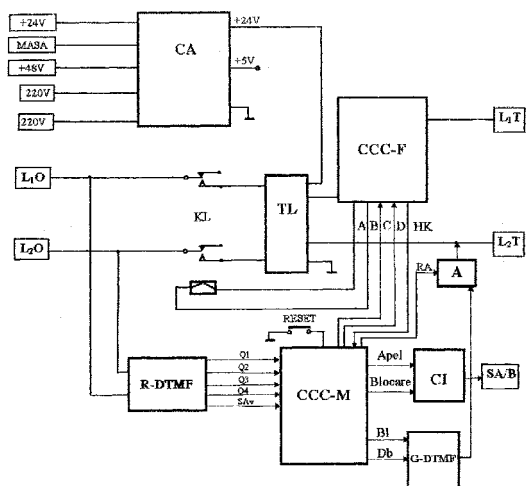 +24V
MASA
+48V
220V
220V
CA
+24V
+5V
L₁O
L₂O
KL
TL
CCC-F
L₁T
L₂T
A
B
C
D
HK
RA
A
RESET
R-DTMF
Q1
Q2
Q3
Q4
SAv
CCC-M
Apel
Blocare
CI
SA/B
Bl
Db
G-DTMF